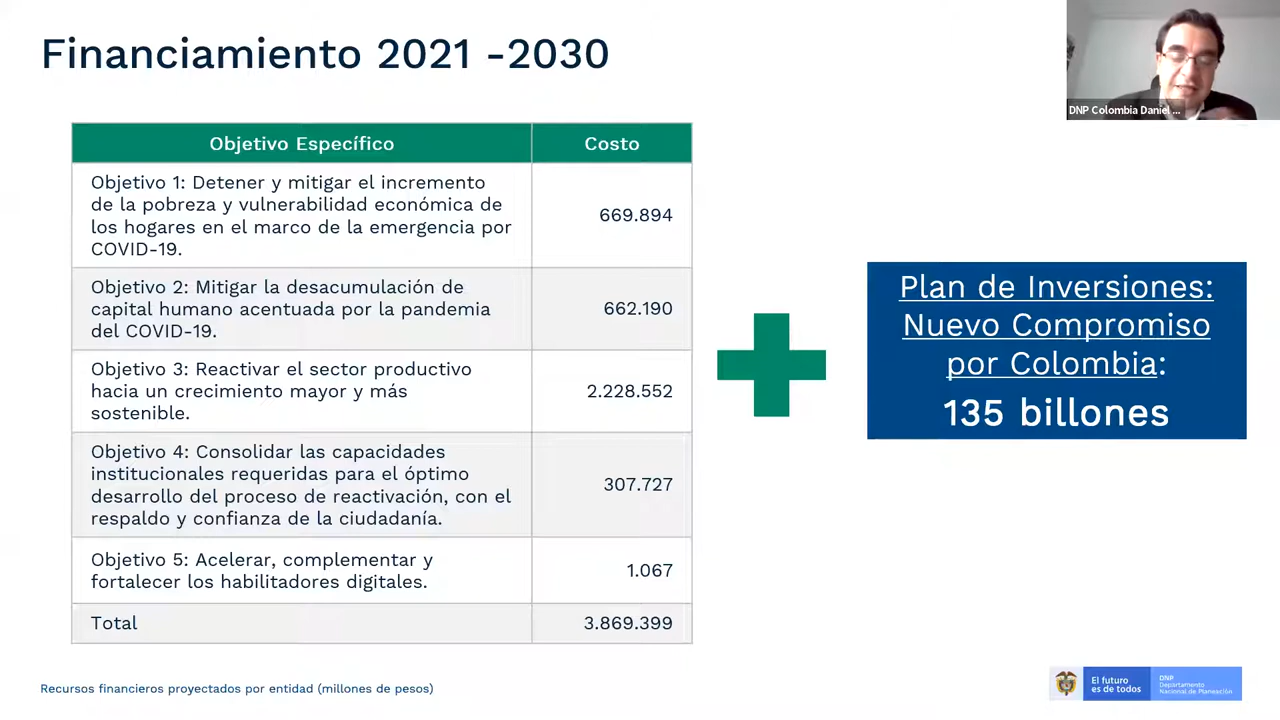 Financiamiento 2021 -2030
DNP Colombia Daniel ...
Objetivo Específico
Costo
Objetivo 1: Detener y mitigar el incremento
de la pobreza y vulnerabilidad económica de
los hogares en el marco de la emergencia por
COVID-19.
669.894
Objetivo 2: Mitigar la desacumulación de
capital humano acentuada por la pandemia
del COVID-19.
662.190
Objetivo 3: Reactivar el sector productivo
hacia un crecimiento mayor y más
sostenible.
2.228.552
Objetivo 4: Consolidar las capacidades
institucionales requeridas para el óptimo
desarrollo del proceso de reactivación, con el
respaldo y confianza de la ciudadanía.
307.727
Objetivo 5: Acelerar, complementar y
fortalecer los habilitadores digitales.
1.067
Total
3.869.399
Plan de Inversiones:
Nuevo Compromiso
por Colombia:
135 billones
Recursos financieros proyectados por entidad (millones de pesos)
El futuro
es de todos
DNP
Departamento
Nacional de Planeación